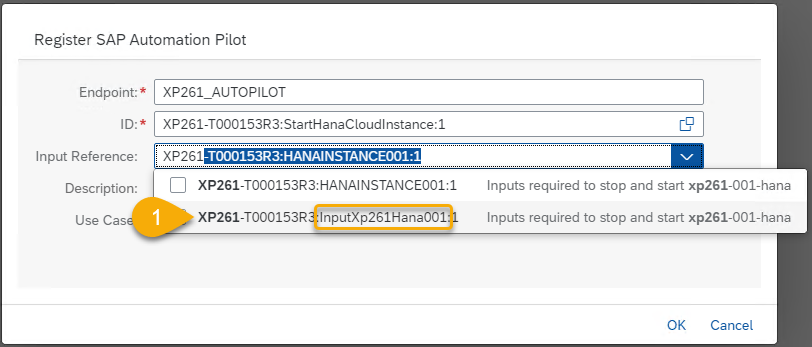 Register SAP Automation Pilot
Endpoint:* XP261_AUTOPILOT
ID:* XP261-T000153R3:StartHanaCloudInstance:1
Input Reference: XP261-T000153R3:HANAINSTANCE001:1
Description: XP261-T000153R3:HANAINSTANCE001:1 Inputs required to stop and start xp261-001-hana
Use Case 1 XP261-T000153R3:InputXp261Hana001:1 Inputs required to stop and start xp261-001-hana
OK Cancel